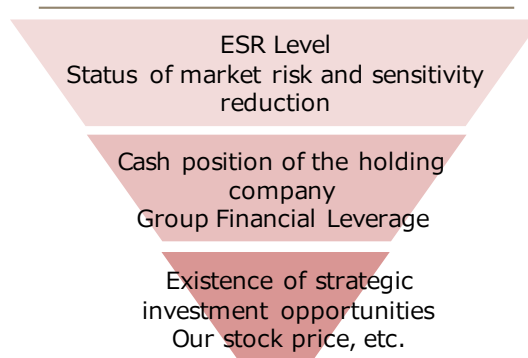 ESR Level
Status of market risk and sensitivity
reduction
Cash position of the holding
company
Group Financial Leverage
Existence of strategic
investment opportunities
Our stock price, etc.